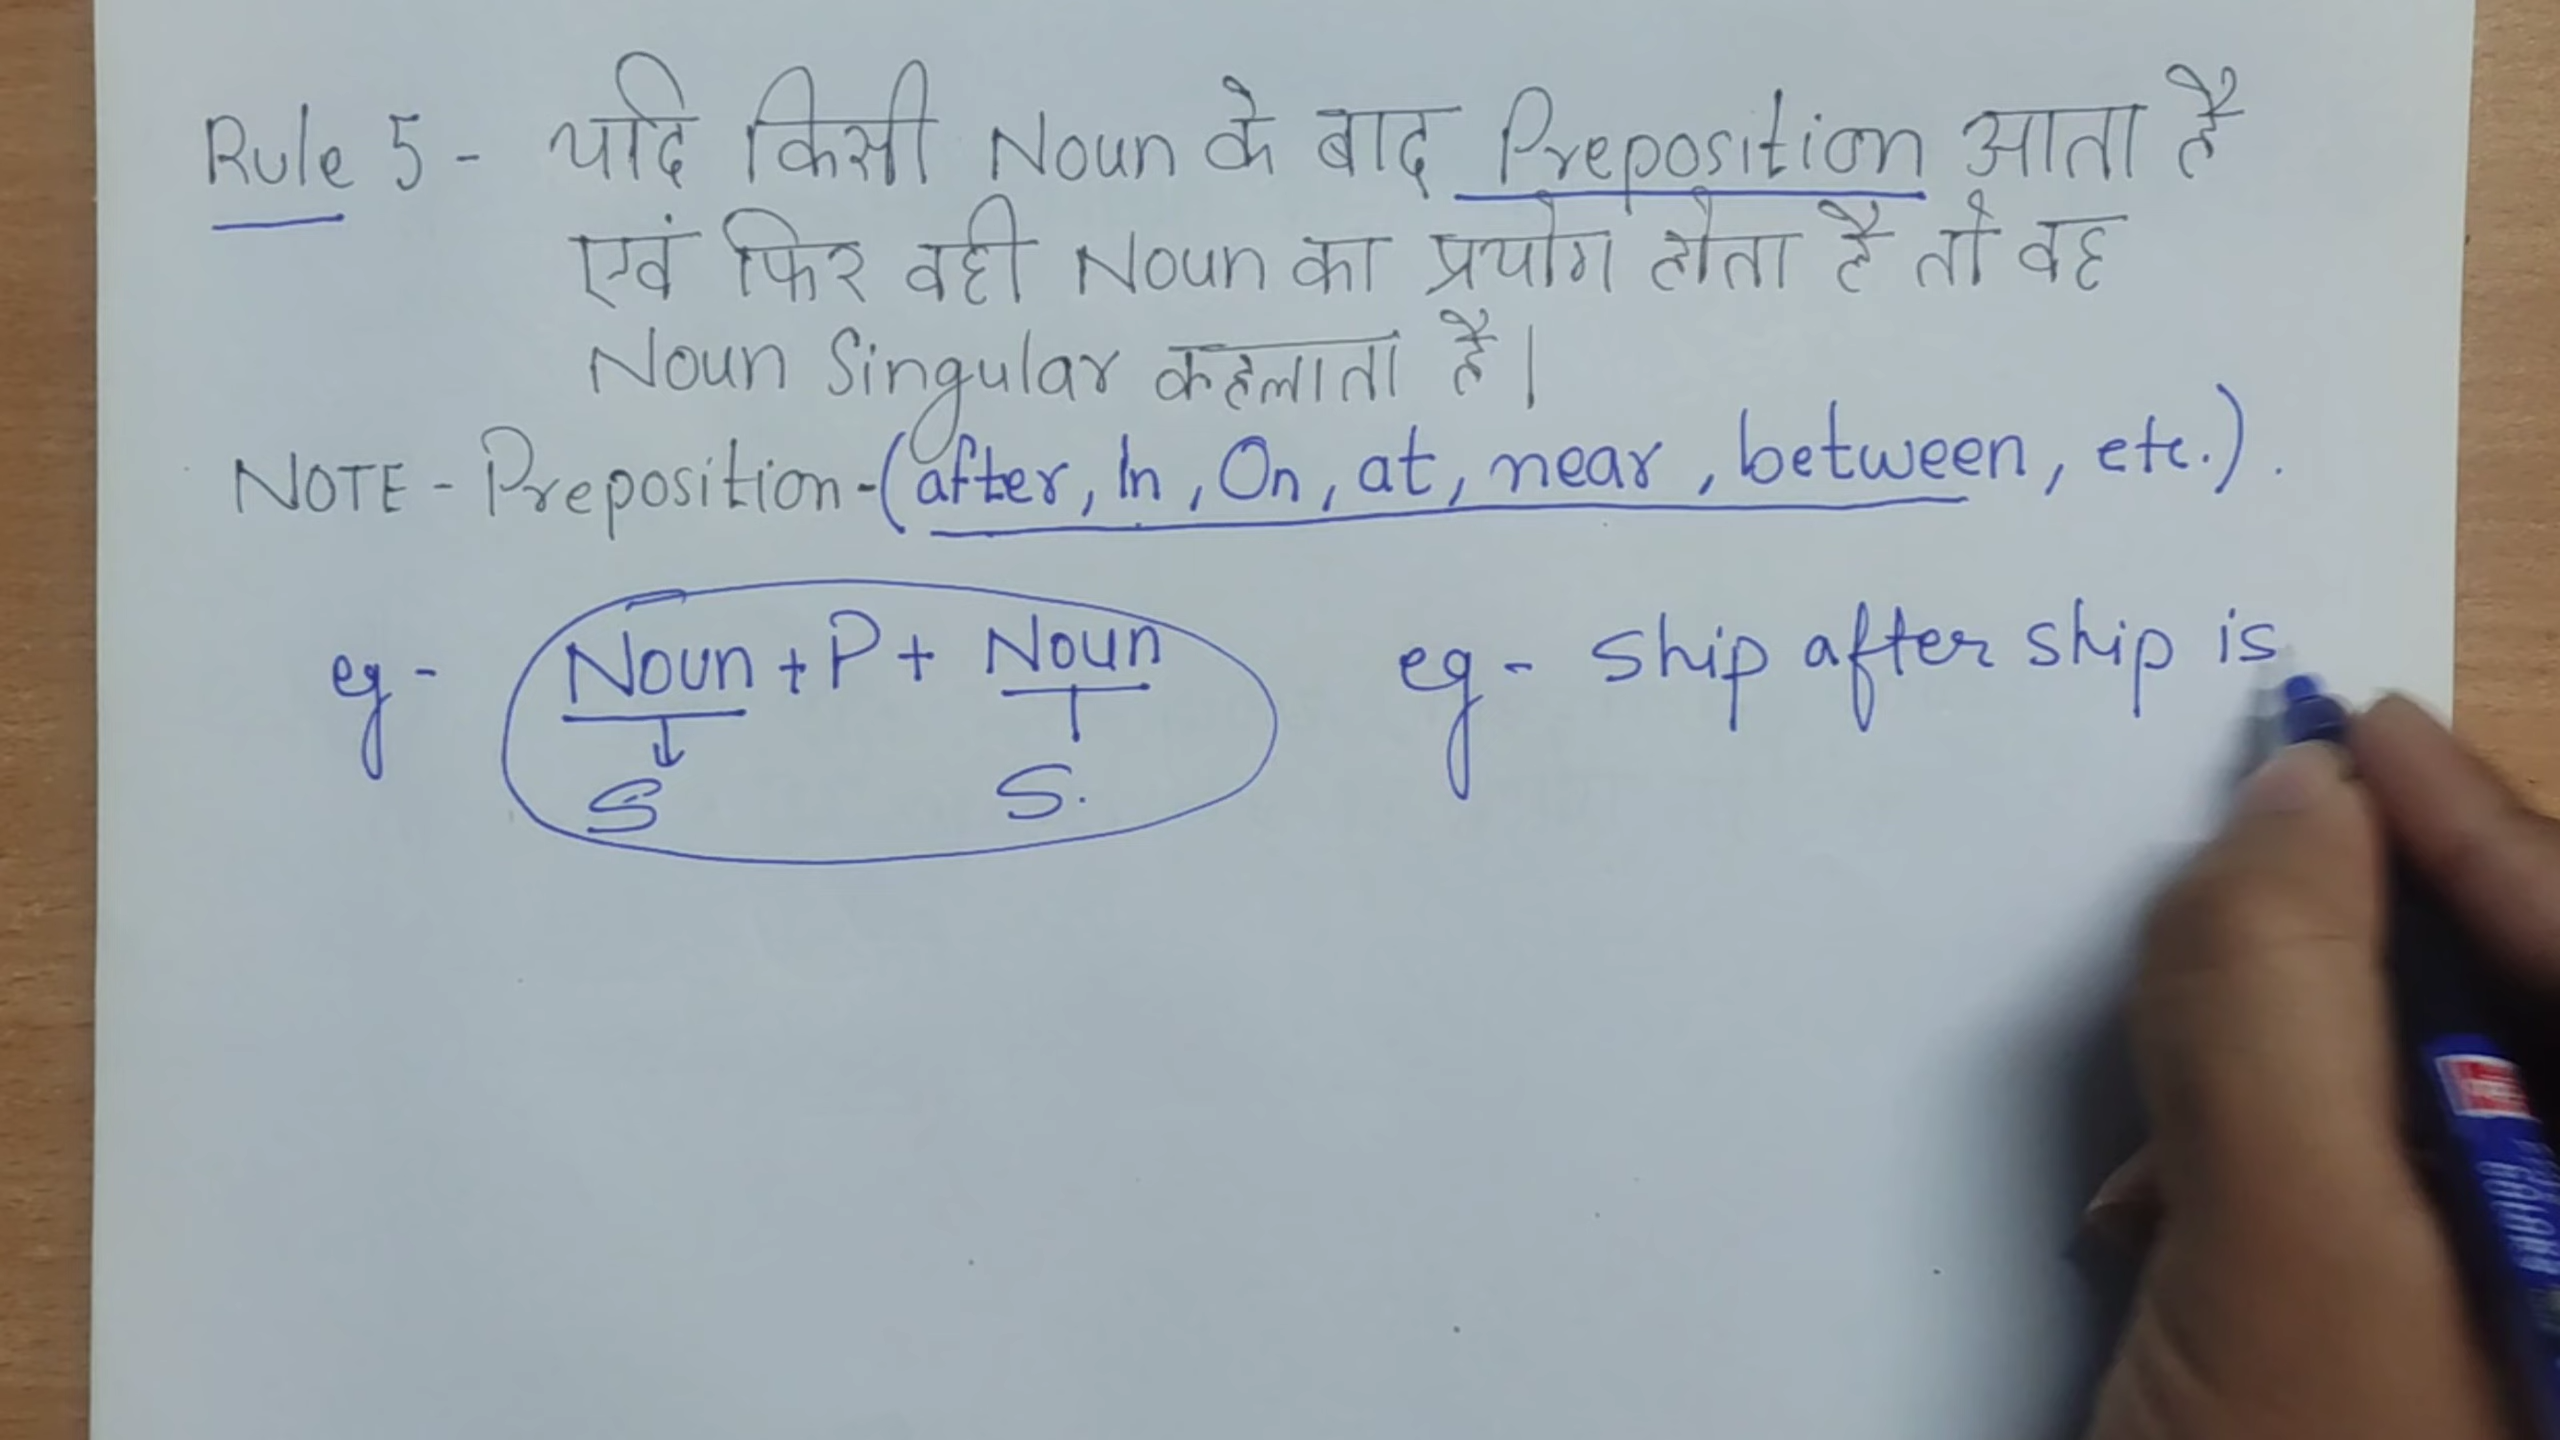 Rule 5 - यदि किसी Noun के बाद Preposition आता है
एवं फिर वही Noun का प्रयोग होता है तो वह
Noun Singular कहलाता है।
NOTE - Preposition - (after, In, On, at, near, between, etc.).
eg - Noun + P + Noun
S S.
eg - Ship after ship is